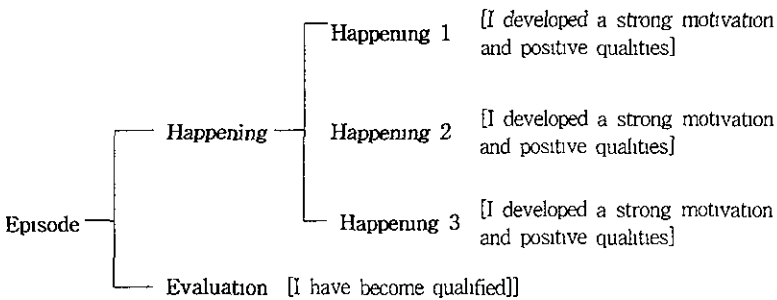 Happening 1 [I developed a strong motivation
and positive qualities]
Happening
Happening 2 [I developed a strong motivation
and positive qualities]
Happening 3 [I developed a strong motivation
and positive qualities]
Episode
Evaluation [I have become qualified]]